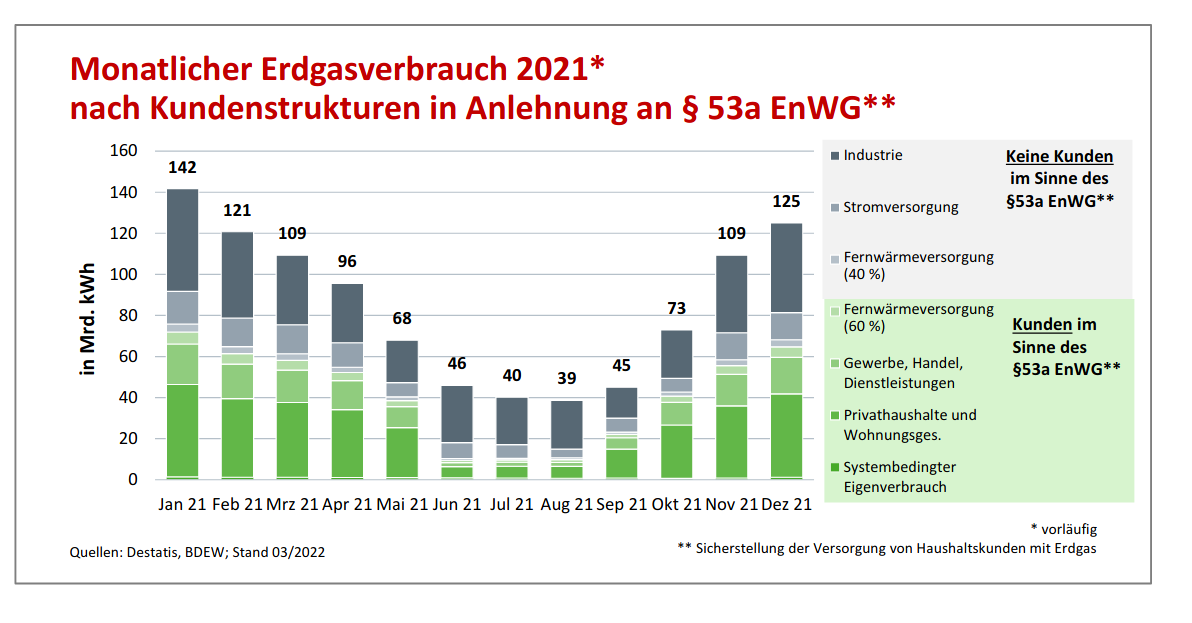 Monatlicher Erdgasverbrauch 2021*
nach Kundenstrukturen in Anlehnung an § 53a EnWG**
in Mrd. kWh
160
140
120
100
80
60
40
20
0
142
121
109
96
68
46
40
39
45
73
109
125
Jan 21 Feb 21 Mrz 21 Apr 21 Mai 21 Jun 21 Jul 21 Aug 21 Sep 21 Okt 21 Nov 21 Dez 21
Industrie
Stromversorgung
Fernwärmeversorgung
(40 %)
Keine Kunden
im Sinne des
§53a EnWG**
Fernwärmeversorgung
(60 %)
Gewerbe, Handel,
Dienstleistungen
Privathaushalte und
Wohnungsges.
Systembedingter
Eigenverbrauch
Kunden im
Sinne des
§53a EnWG**
* vorläufig
** Sicherstellung der Versorgung von Haushaltskunden mit Erdgas
Quellen: Destatis, BDEW; Stand 03/2022